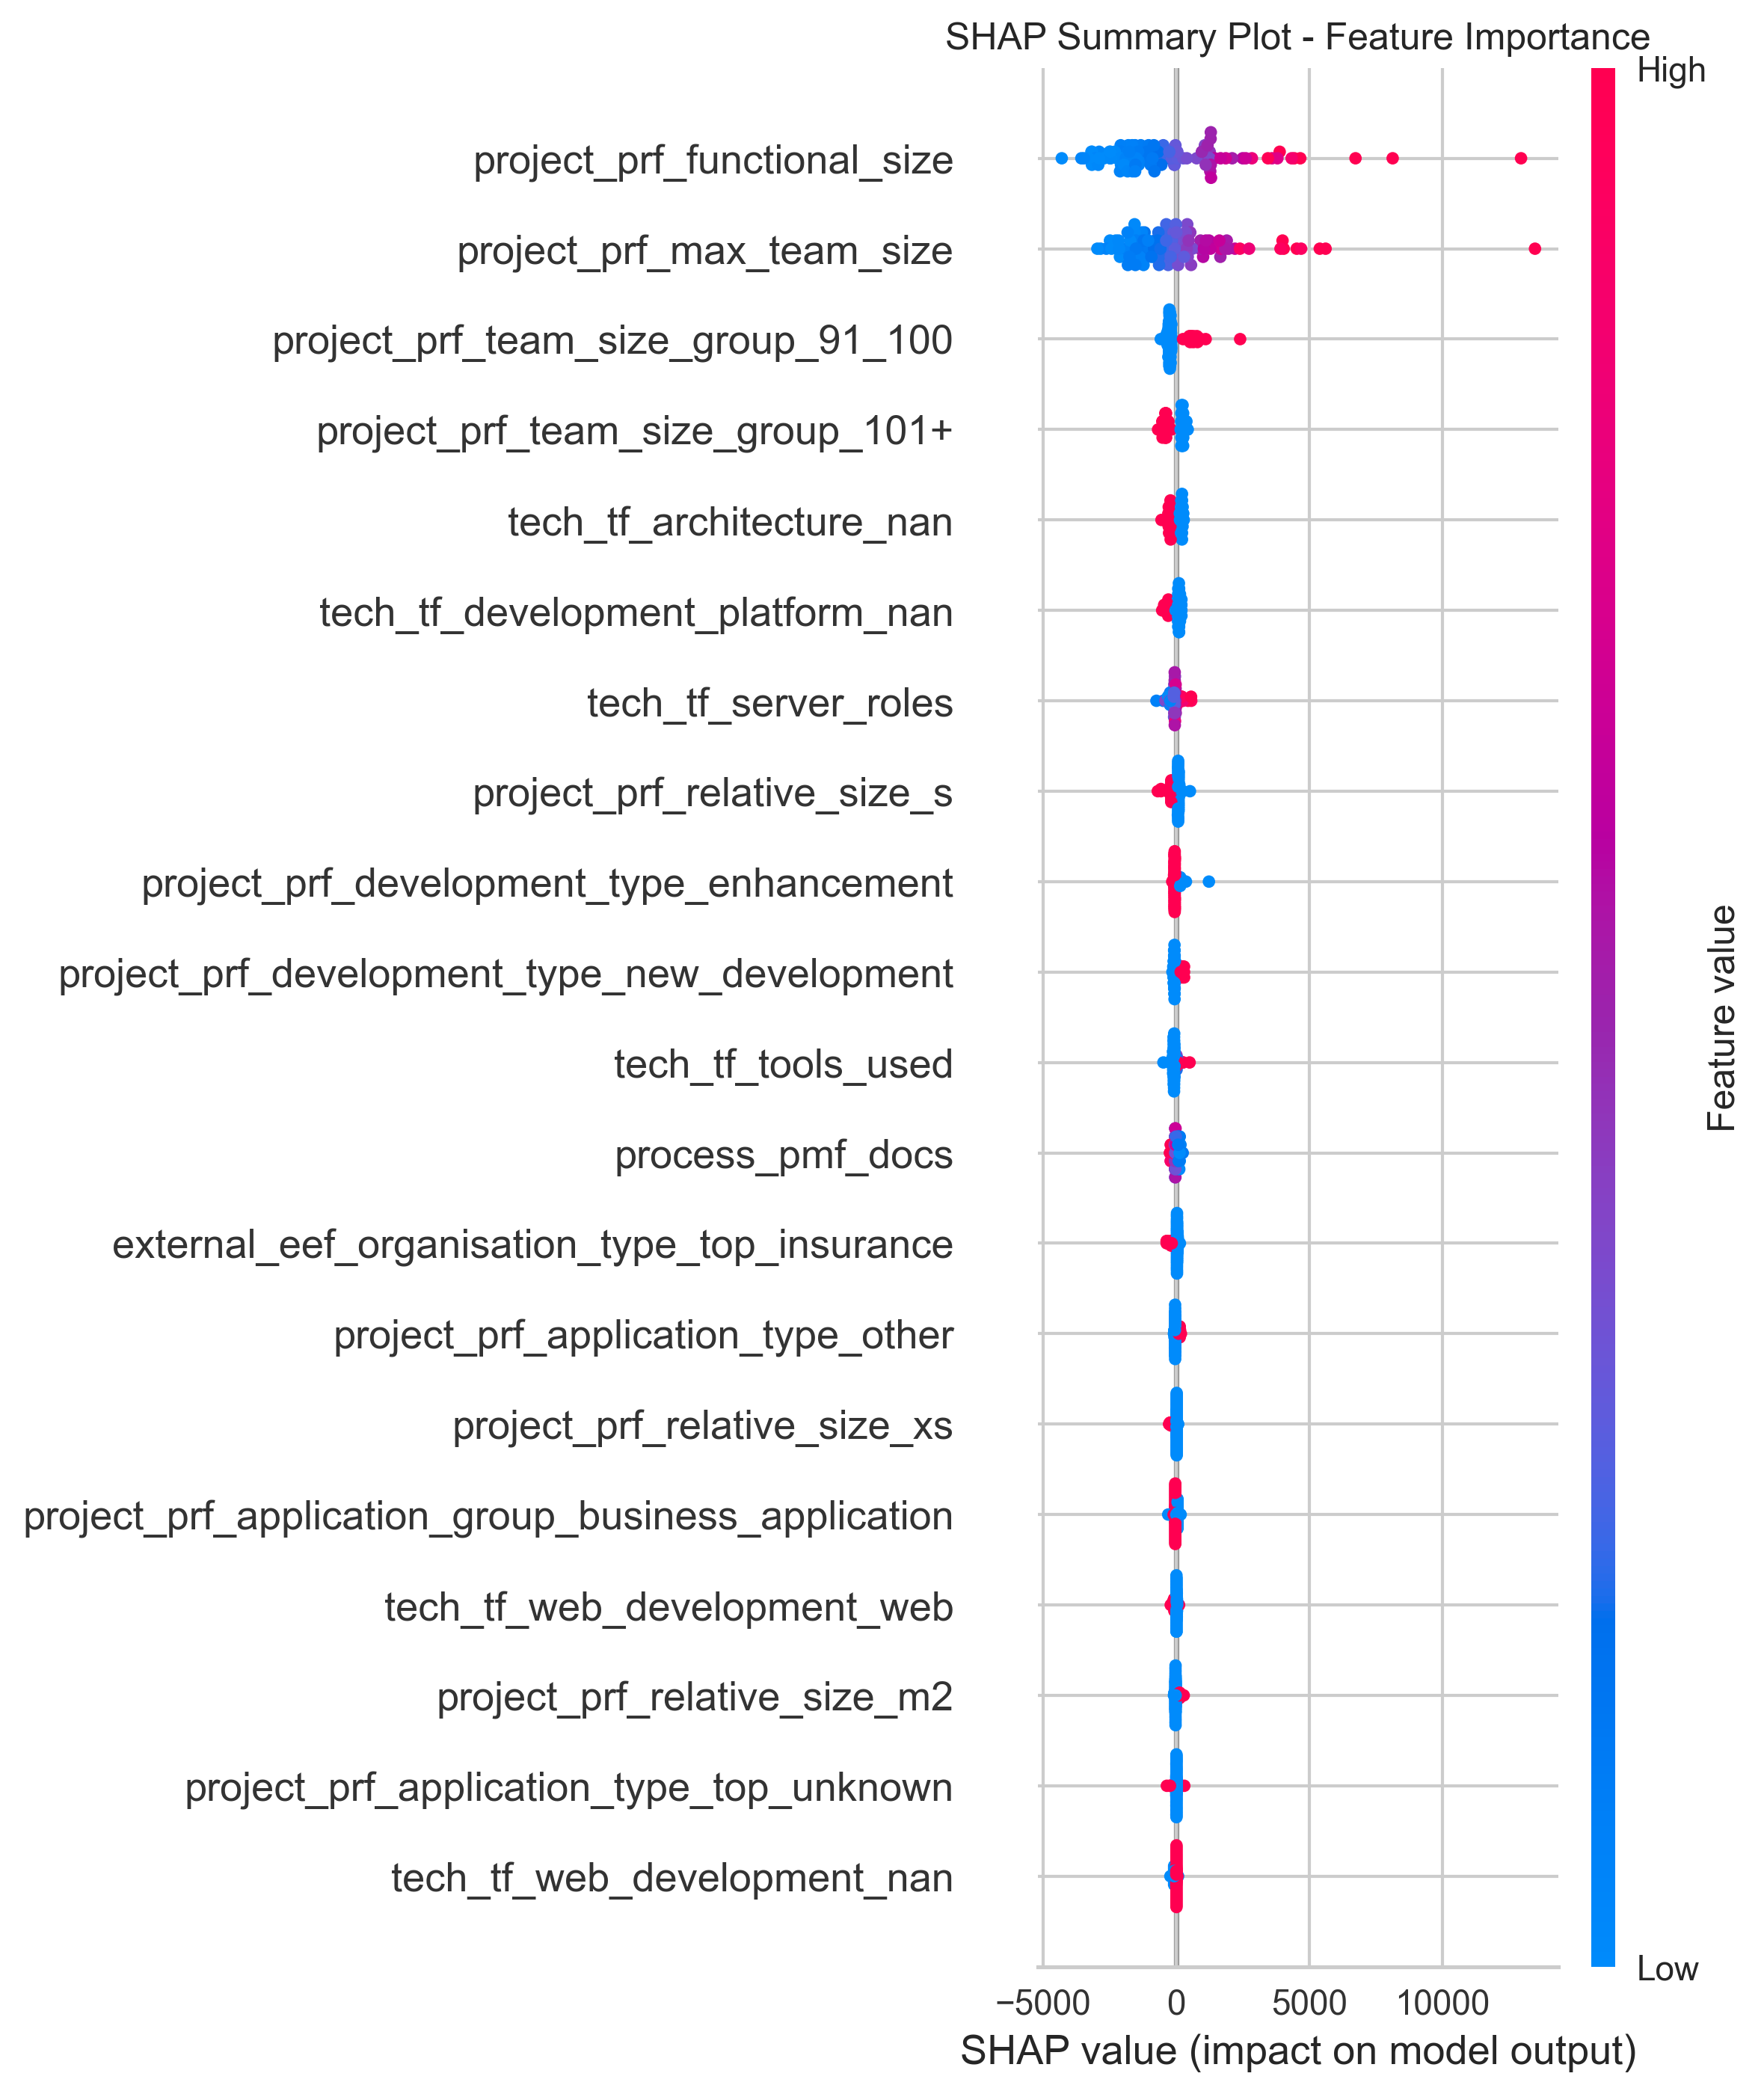 SHAP Summary Plot - Feature Importance
High
project_prf_functional_size
project_prf_max_team_size
project_prf_team_size_group_91_100
project_prf_team_size_group_101+
tech_tf_architecture_nan
tech_tf_development_platform_nan
tech_tf_server_roles
project_prf_relative_size_s
project_prf_development_type_enhancement
project_prf_development_type_new_development
tech_tf_tools_used
process_pmf_docs
external_eef_organisation_type_top_insurance
project_prf_application_type_other
project_prf_relative_size_xs
project_prf_application_group_business_application
tech_tf_web_development_web
project_prf_relative_size_m2
project_prf_application_type_top_unknown
tech_tf_web_development_nan
Feature value
Low
−5000 0 5000 10000
SHAP value (impact on model output)